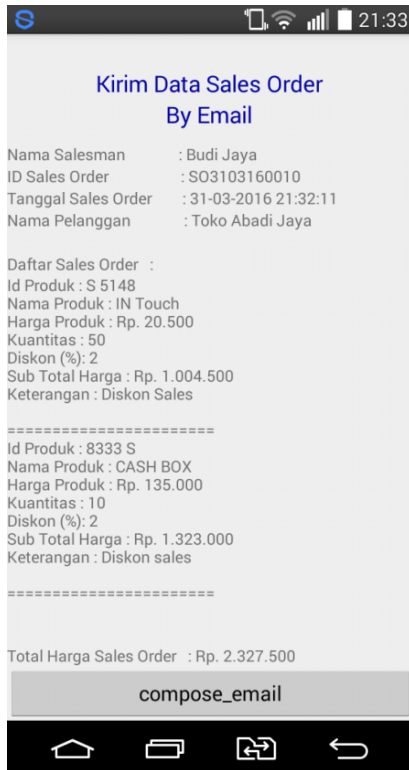 21:33
Kirim Data Sales Order
By Email
Nama Salesman : Budi Jaya
ID Sales Order : SO3103160010
Tanggal Sales Order : 31-03-2016 21:32:11
Nama Pelanggan : Toko Abadi Jaya
Daftar Sales Order :
Id Produk : S 5148
Nama Produk : IN Touch
Harga Produk : Rp. 20.500
Kuantitas : 50
Diskon (%): 2
Sub Total Harga : Rp. 1.004.500
Keterangan : Diskon Sales
=======================
Id Produk : 8333 S
Nama Produk : CASH BOX
Harga Produk : Rp. 135.000
Kuantitas : 10
Diskon (%): 2
Sub Total Harga : Rp. 1.323.000
Keterangan : Diskon sales
=======================
Total Harga Sales Order : Rp. 2.327.500
compose_email